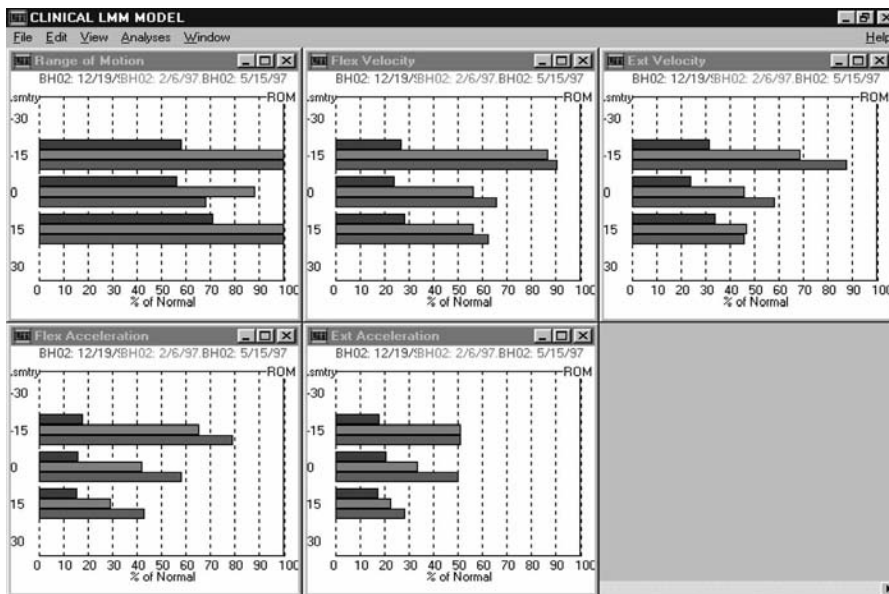 CLINICAL LMM MODEL
File Edit View Analyses Window Help
Range of Motion
BH02: 12/19/9BH02: 2/6/97.BH02: 5/15/97
.smtry ROM
-30
-15
0
15
30
0 10 20 30 40 50 60 70 80 90 100
% of Normal
Flex Velocity
BH02: 12/19/9BH02: 2/6/97.BH02: 5/15/97
.smtry ROM
-30
-15
0
15
30
0 10 20 30 40 50 60 70 80 90 100
% of Normal
Ext Velocity
BH02: 12/19/9BH02: 2/6/97.BH02: 5/15/97
.smtry ROM
-30
-15
0
15
30
0 10 20 30 40 50 60 70 80 90 100
% of Normal
Flex Acceleration
BH02: 12/19/9BH02: 2/6/97.BH02: 5/15/97
.smtry ROM
-30
-15
0
15
30
0 10 20 30 40 50 60 70 80 90 100
% of Normal
Ext Acceleration
BH02: 12/19/9BH02: 2/6/97.BH02: 5/15/97
.smtry ROM
-30
-15
0
15
30
0 10 20 30 40 50 60 70 80 90 100
% of Normal